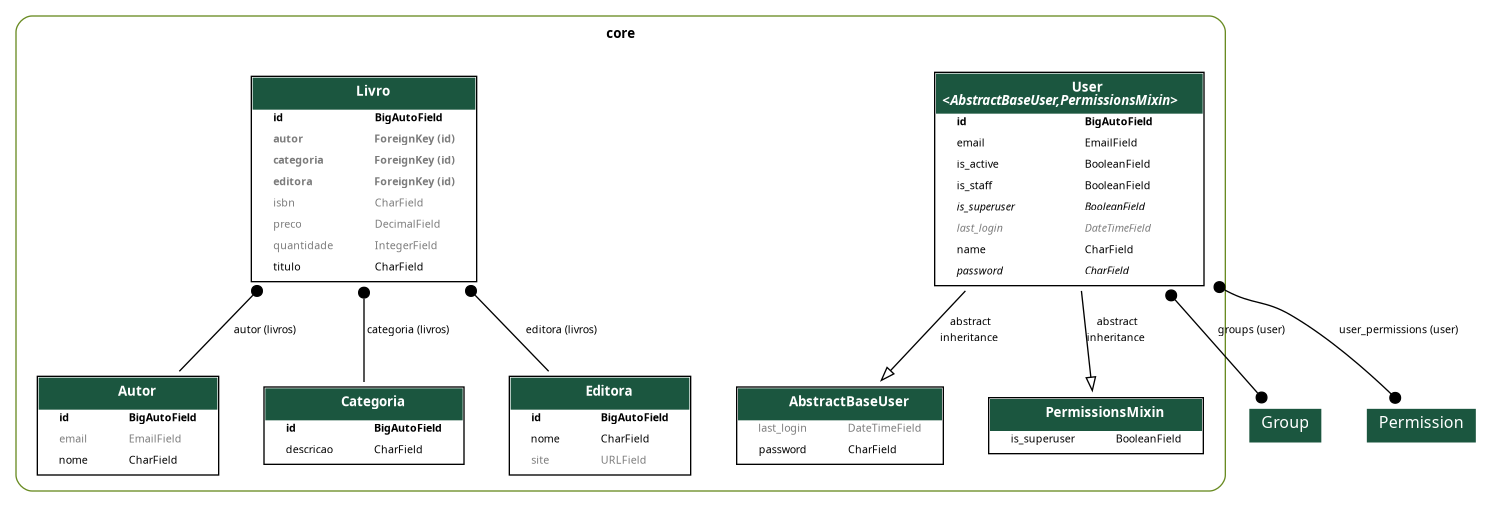 core
Livro
id BigAutoField
autor ForeignKey (id)
categoria ForeignKey (id)
editora ForeignKey (id)
isbn CharField
preco DecimalField
quantidade IntegerField
titulo CharField
User
<AbstractBaseUser,PermissionsMixin>
id BigAutoField
email EmailField
is_active BooleanField
is_staff BooleanField
is_superuser BooleanField
last_login DateTimeField
name CharField
password CharField
autor (livros)
categoria (livros)
editora (livros)
abstract
inheritance
abstract
inheritance
groups (user)
user_permissions (user)
Autor
id BigAutoField
email EmailField
nome CharField
Categoria
id BigAutoField
descricao CharField
Editora
id BigAutoField
nome CharField
site URLField
AbstractBaseUser
last_login DateTimeField
password CharField
PermissionsMixin
is_superuser BooleanField
Group
Permission